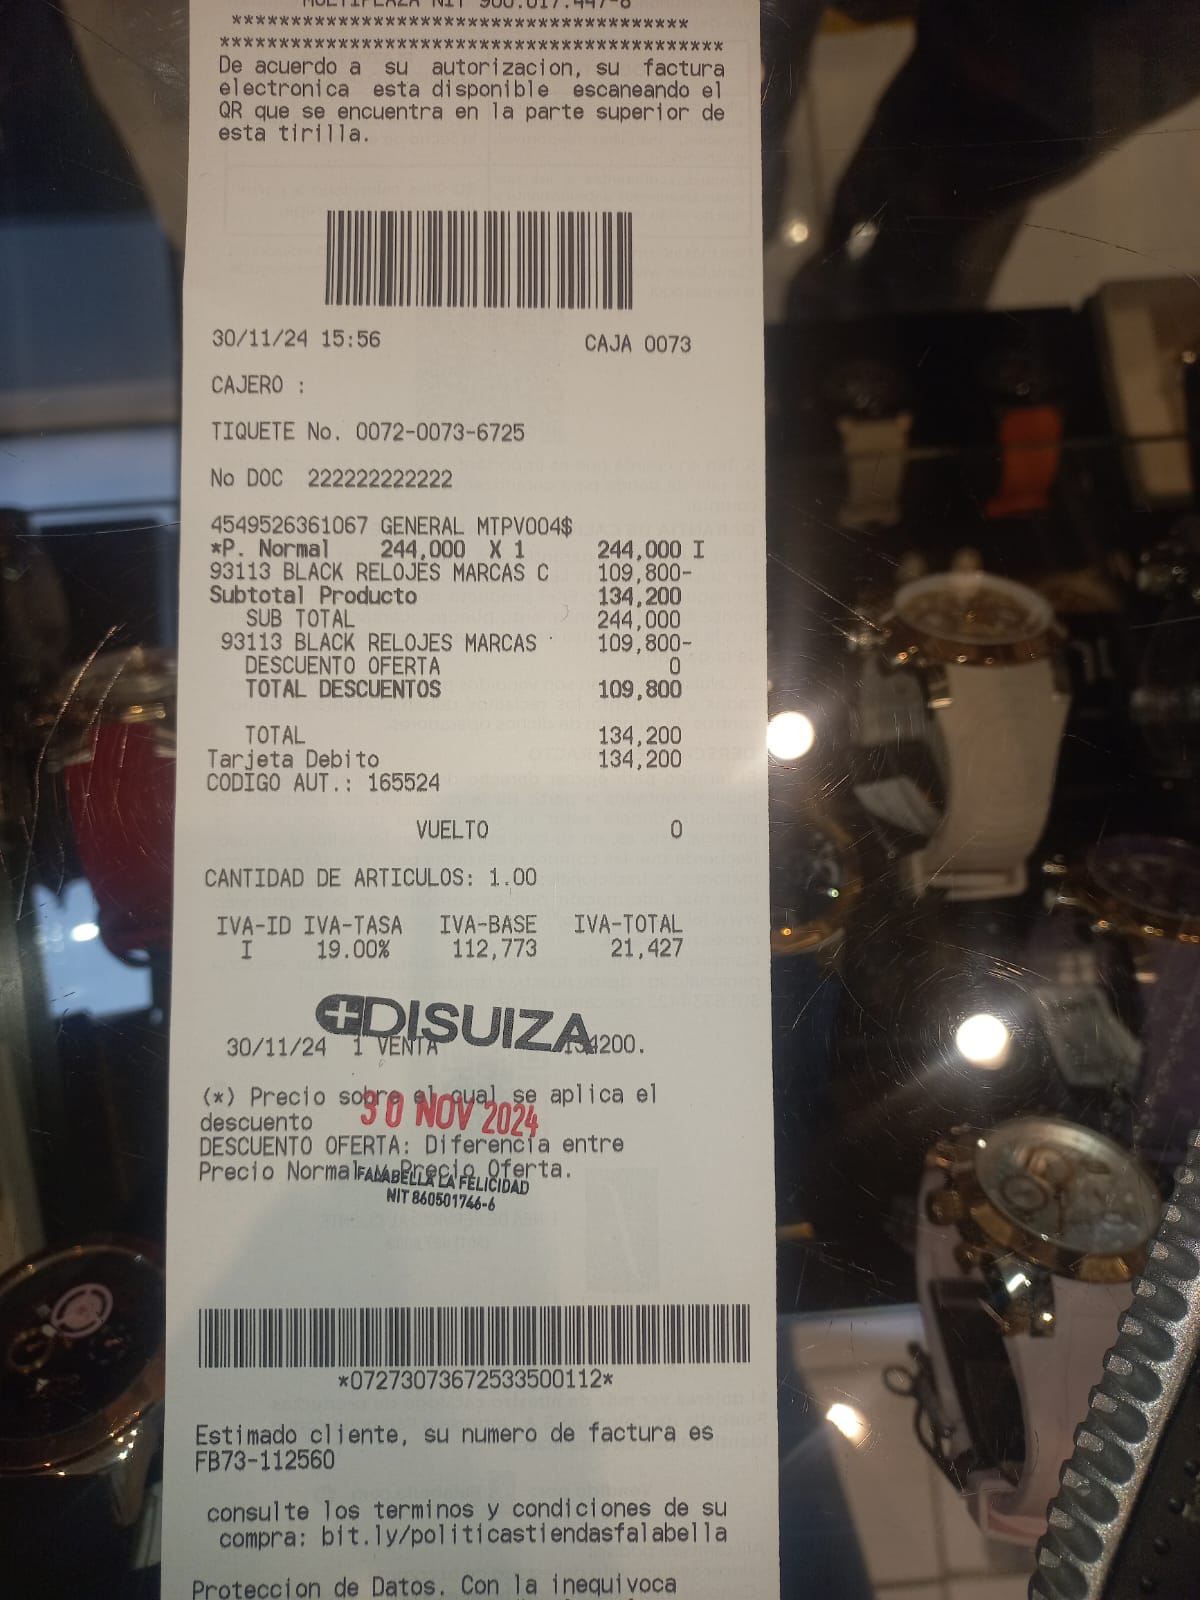 MULTIPLAZA NIT 900.017.447-8
****************************************
********************************************
De acuerdo a su autorizacion, su factura
electronica esta disponible escaneando el
QR que se encuentra en la parte superior de
esta tirilla.
30/11/24 15:56 CAJA 0073
CAJERO :
TIQUETE No. 0072-0073-6725
No DOC 222222222222
4549526361067 GENERAL MTPV004$
*P. Normal 244,000 X 1 244,000 I
93113 BLACK RELOJES MARCAS C 109,800-
Subtotal Producto 134,200
SUB TOTAL 244,000
93113 BLACK RELOJES MARCAS 109,800-
DESCUENTO OFERTA 0
TOTAL DESCUENTOS 109,800
TOTAL 134,200
Tarjeta Debito 134,200
CODIGO AUT.: 165524
VUELTO 0
CANTIDAD DE ARTICULOS: 1.00
IVA-ID IVA-TASA IVA-BASE IVA-TOTAL
I 19.00% 112,773 21,427
DISUIZA
30/11/24 1 VENTA 134200.
(*) Precio sobre el cual se aplica el
descuento
30 NOV 2024
DESCUENTO OFERTA: Diferencia entre
Precio Normal y Precio Oferta.
FALABELLA LA FELICIDAD
NIT 860501746-6
*07273073672533500112*
Estimado cliente, su numero de factura es
FB73-112560
consulte los terminos y condiciones de su
compra: bit.ly/politicastiendasfalabella
Proteccion de Datos. Con la inequivoca